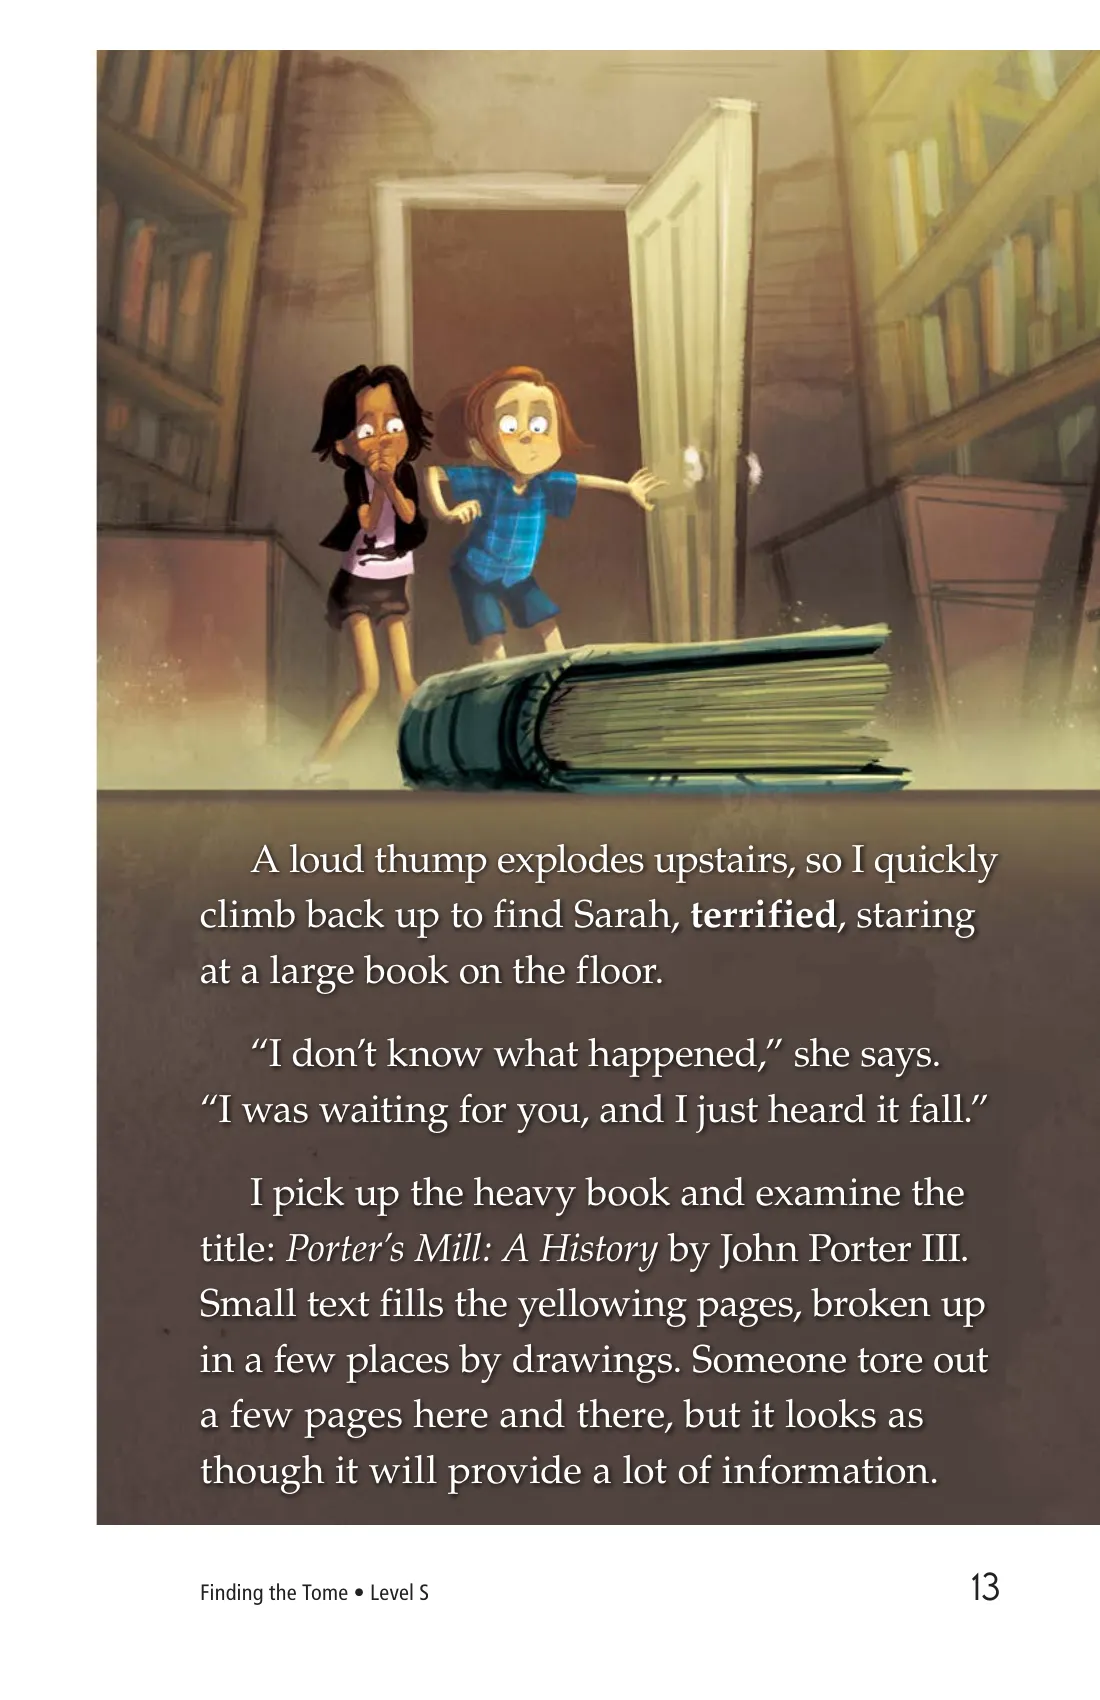 A loud thump explodes upstairs, so I quickly
climb back up to find Sarah, terrified, staring
at a large book on the floor.
“I don’t know what happened,” she says.
“I was waiting for you, and I just heard it fall.”
I pick up the heavy book and examine the
title: Porter’s Mill: A History by John Porter III.
Small text fills the yellowing pages, broken up
in a few places by drawings. Someone tore out
a few pages here and there, but it looks as
though it will provide a lot of information.
Finding the Tome • Level S
13